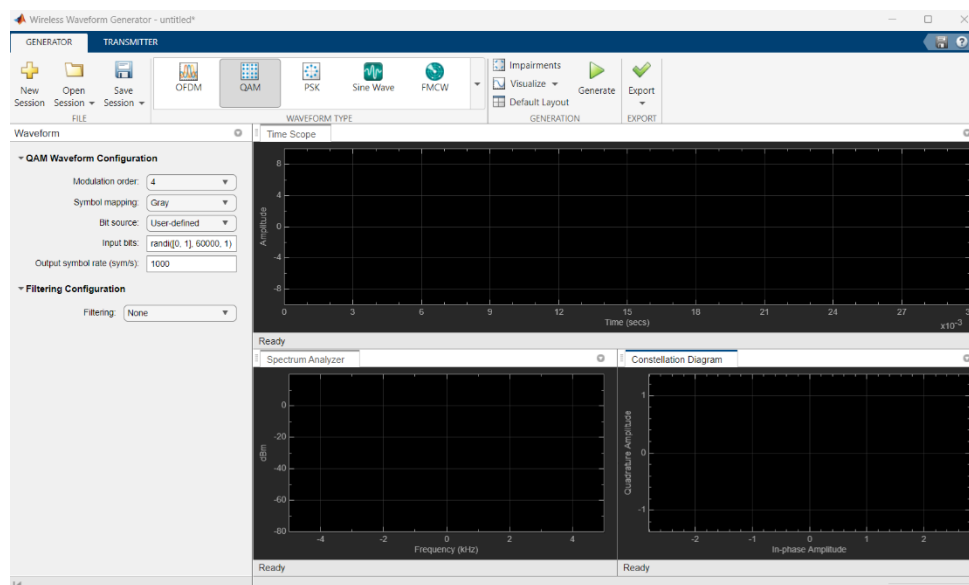 Wireless Waveform Generator - untitled*
GENERATOR TRANSMITTER
New Session
Open Session
Save Session
FILE
OFDM QAM PSK Sine Wave FMCW
WAVEFORM TYPE
Impairments
Visualize
Default Layout
Generate
GENERATION
Export
EXPORT
Waveform
QAM Waveform Configuration
Modulation order: 4
Symbol mapping: Gray
Bit source: User-defined
Input bits: randi([0, 1], 60000, 1)
Output symbol rate (sym/s): 1000
Filtering Configuration
Filtering: None
Time Scope
8
4
0
-4
-8
Amplitude
0 3 6 9 12 15 18 21 24 27
Time (secs)
x10-3
Ready
Spectrum Analyzer
0
-20
-40
-60
-80
dBm
-4 -2 0 2 4
Frequency (kHz)
Ready
Constellation Diagram
1
0
-1
Quadrature Amplitude
-2 -1 0 1 2
In-phase Amplitude
Ready